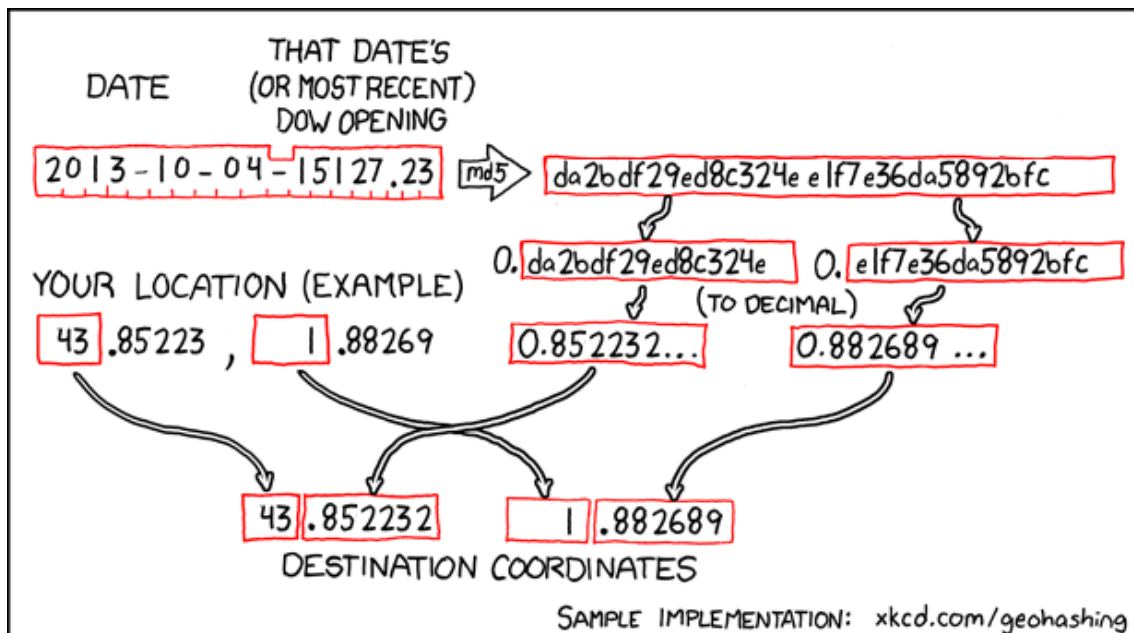 DATE
THAT DATE'S
(OR MOST RECENT)
DOW OPENING
2013-10-04-15127.23
md5
da2bdf29ed8c324e e1f7e36da5892bfc
0. da2bdf29ed8c324e
0. e1f7e36da5892bfc
YOUR LOCATION (EXAMPLE)
(TO DECIMAL)
43.85223, 1.88269
0.852232...
0.882689 ...
43.852232
1.882689
DESTINATION COORDINATES
SAMPLE IMPLEMENTATION: xkcd.com/geohashing